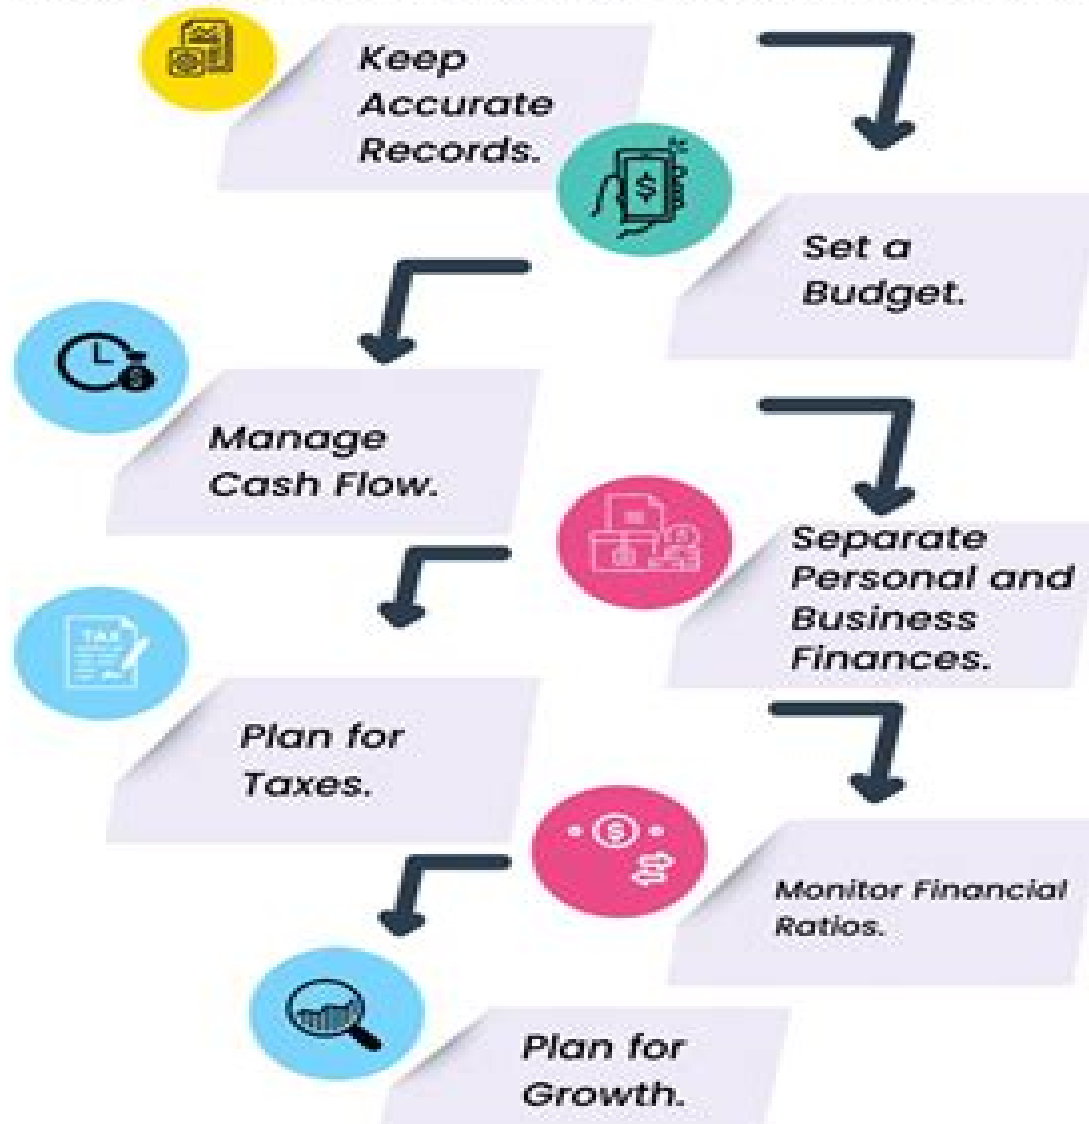 Keep
Accurate
Records.
Set a
Budget.
Manage
Cash Flow.
Separate
Personal and
Business
Finances.
TAX
Plan for
Taxes.
Monitor Financial
Ratios.
Plan for
Growth.